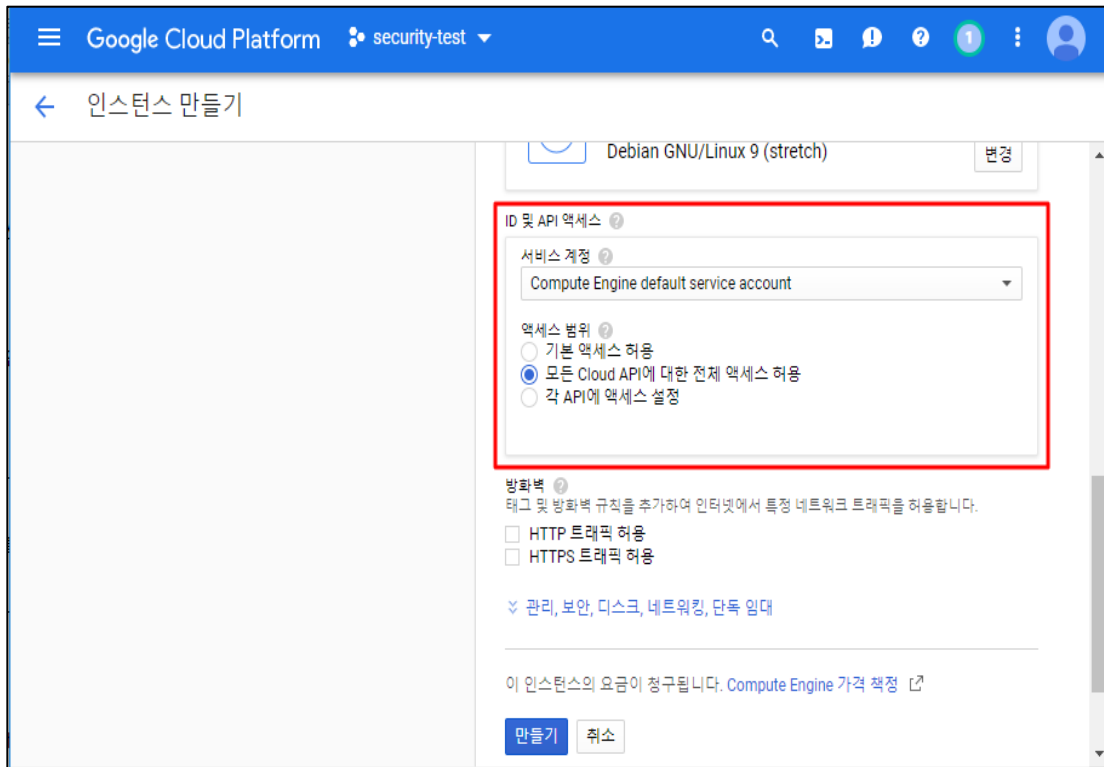 Google Cloud Platform security-test 1
인스턴스 만들기
Debian GNU/Linux 9 (stretch) 변경
ID 및 API 액세스
서비스 계정
Compute Engine default service account
액세스 범위
기본 액세스 허용
모든 Cloud API에 대한 전체 액세스 허용
각 API에 액세스 설정
방화벽
태그 및 방화벽 규칙을 추가하여 인터넷에서 특정 네트워크 트래픽을 허용합니다.
HTTP 트래픽 허용
HTTPS 트래픽 허용
관리, 보안, 디스크, 네트워킹, 단독 임대
이 인스턴스의 요금이 청구됩니다. Compute Engine 가격 책정
만들기 취소